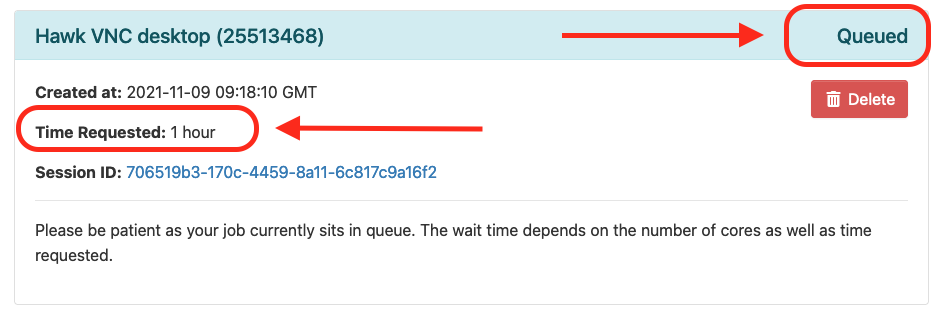 Hawk VNC desktop (25513468) Queued
Created at: 2021-11-09 09:18:10 GMT
Delete
Time Requested: 1 hour
Session ID: 706519b3-170c-4459-8a11-6c817c9a16f2
Please be patient as your job currently sits in queue. The wait time depends on the number of cores as well as time
requested.